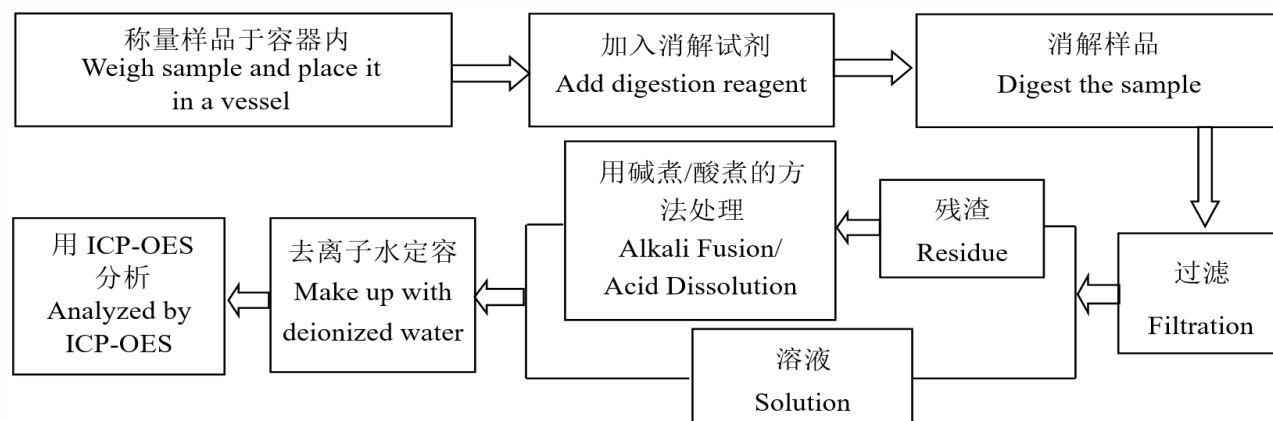 称量样品于容器内
Weigh sample and place it
in a vessel
加入消解试剂
Add digestion reagent
消解样品
Digest the sample
过滤
Filtration
残渣
Residue
用碱煮/酸煮的方
法处理
Alkali Fusion/
Acid Dissolution
溶液
Solution
去离子水定容
Make up with
deionized water
用 ICP-OES
分析
Analyzed by
ICP-OES